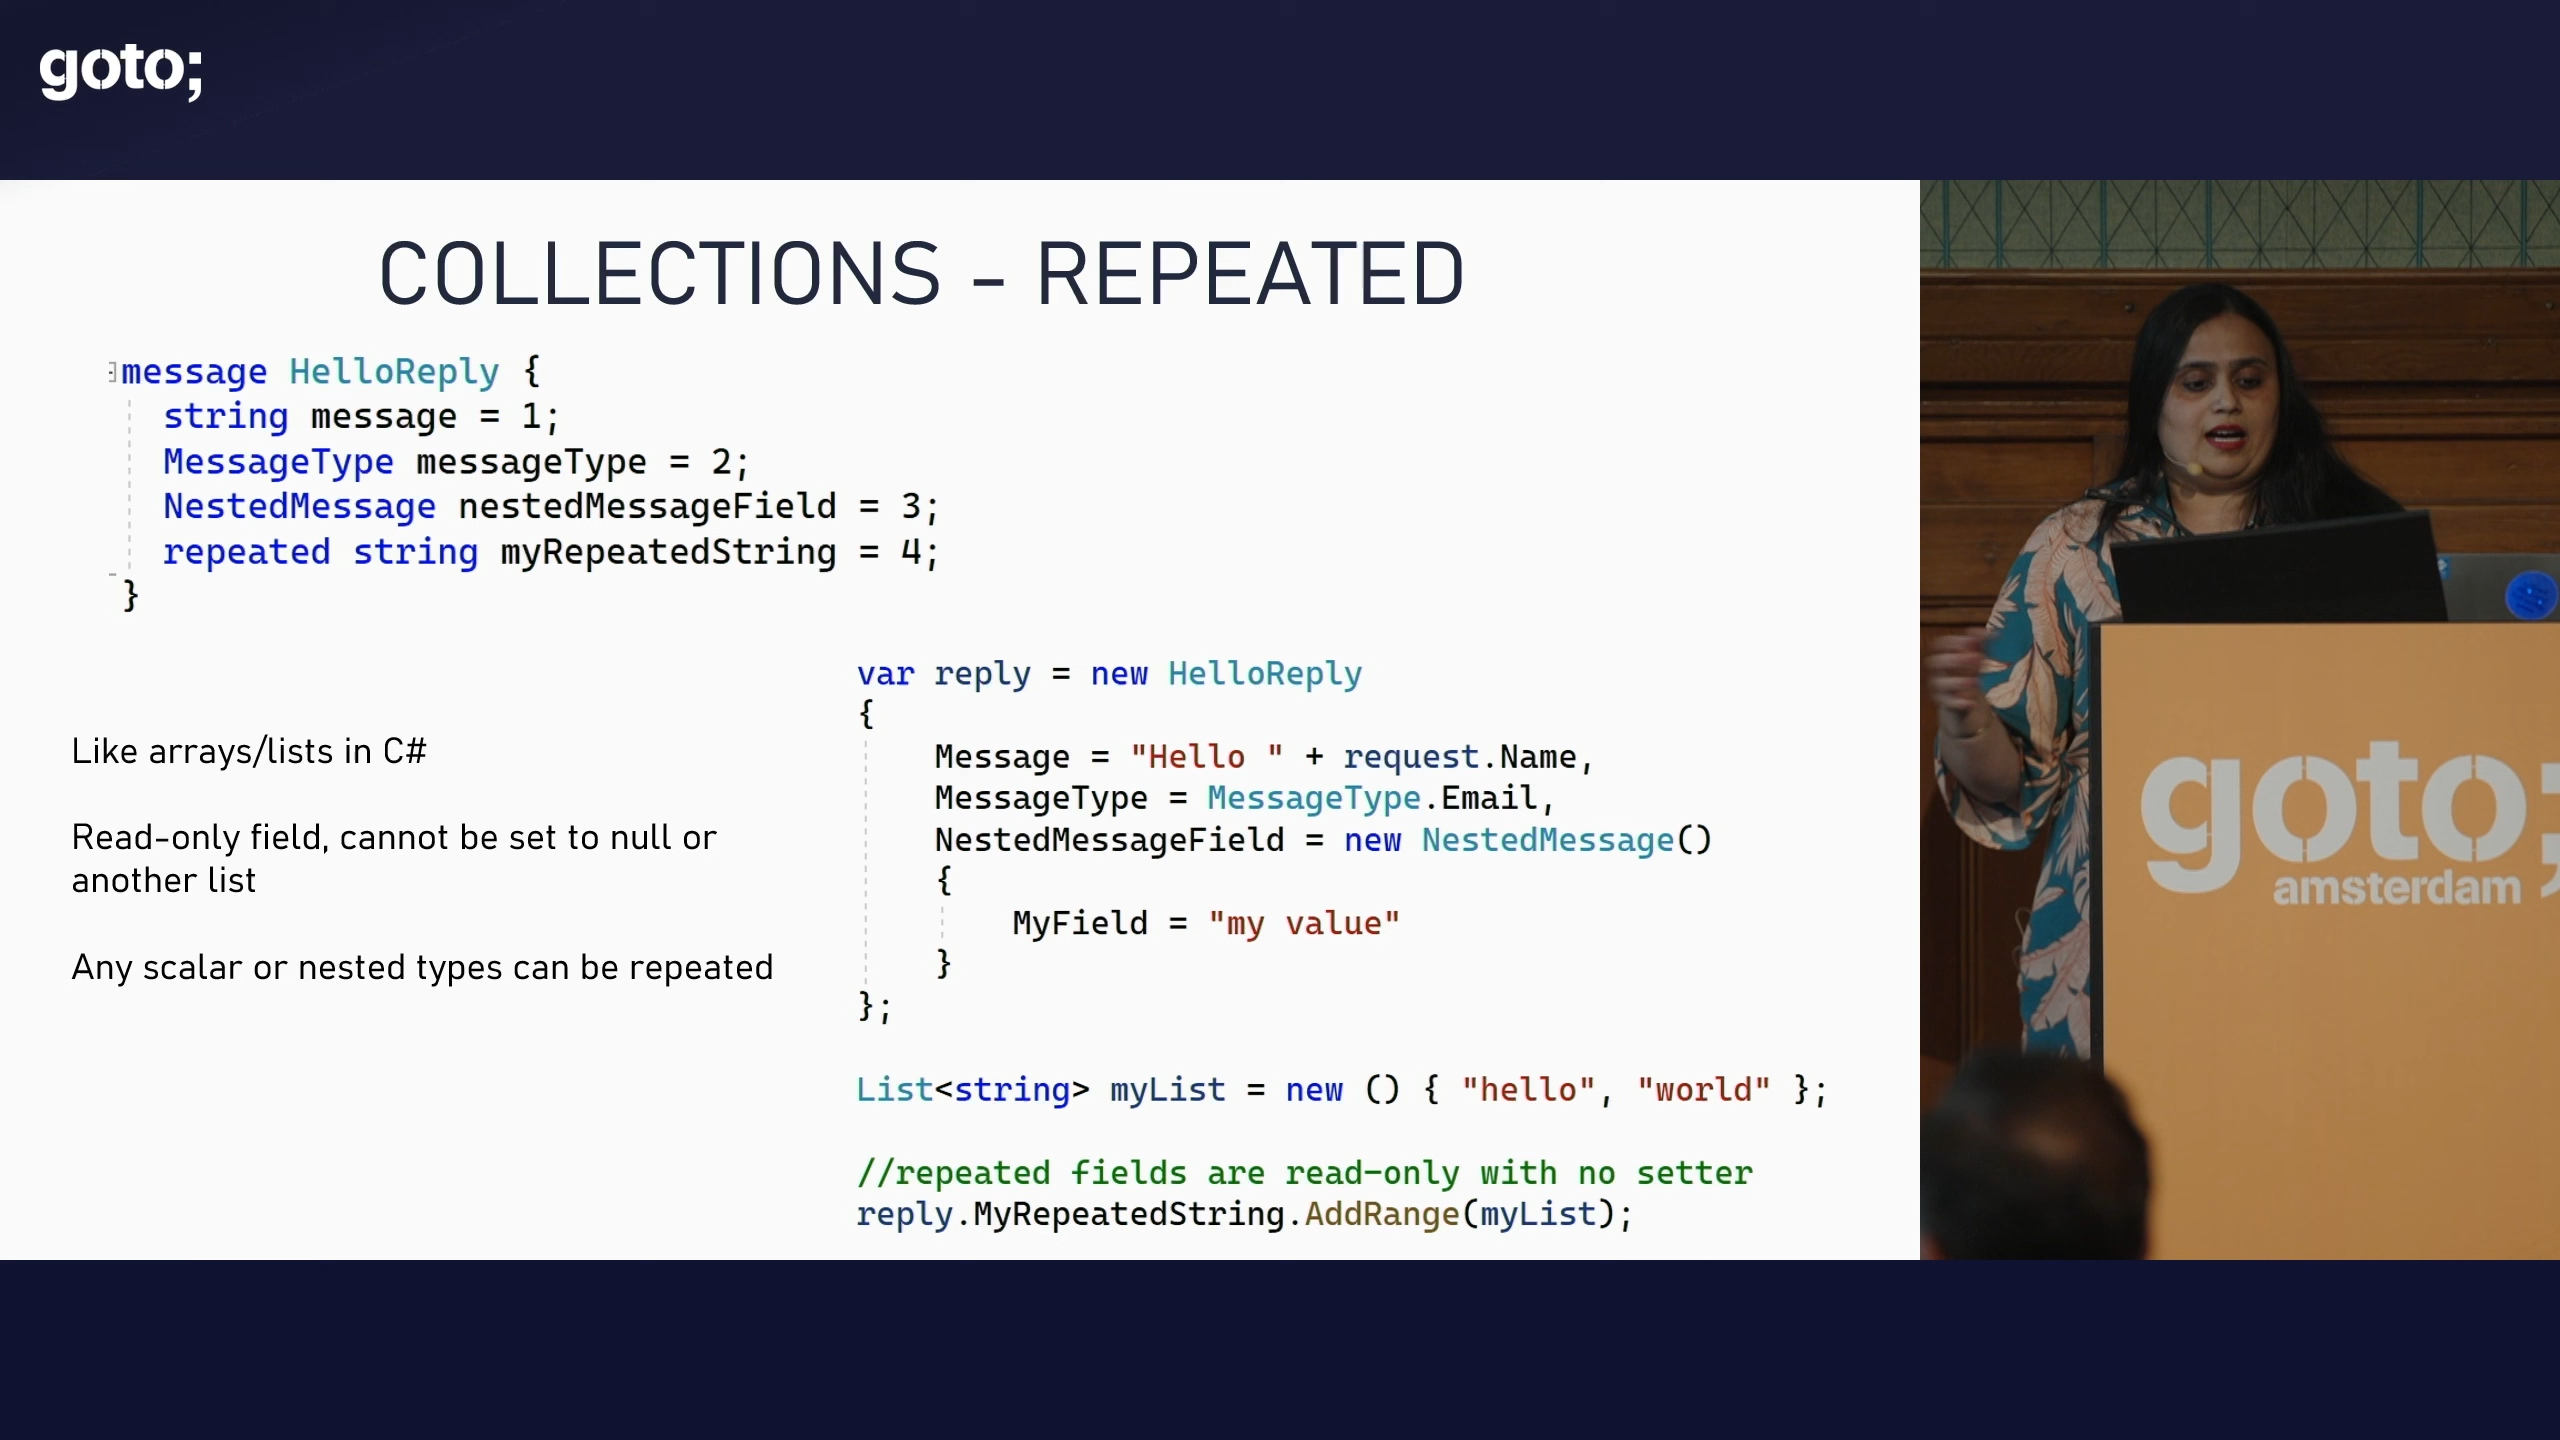 goto;
COLLECTIONS - REPEATED
message HelloReply {
string message = 1;
MessageType messageType = 2;
NestedMessage nestedMessageField = 3;
repeated string myRepeatedString = 4;
}
Like arrays/lists in C#
Read-only field, cannot be set to null or
another list
Any scalar or nested types can be repeated
var reply = new HelloReply
{
Message = "Hello " + request.Name,
MessageType = MessageType.Email,
NestedMessageField = new NestedMessage()
{
MyField = "my value"
}
};
List<string> myList = new () { "hello", "world" };
//repeated fields are read-only with no setter
reply.MyRepeatedString.AddRange(myList);
goto;
amsterdam